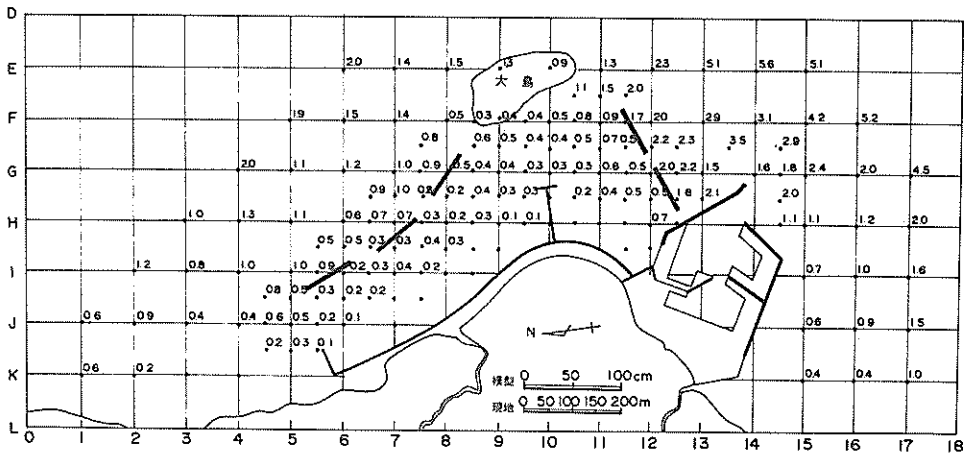 D
E 2.0 1.4 1.5 1.3 0.9 1.3 2.3 5.1 5.6 5.1
大島
1.1 1.5 2.0
F 1.9 1.5 1.4 0.5 0.3 0.4 0.4 0.5 0.8 0.9 1.7 2.0 2.9 3.1 4.2 5.2
0.8 0.6 0.5 0.4 0.4 0.5 0.7 0.5 2.2 2.3 3.5 2.9
G 2.0 1.1 1.2 1.0 0.9 0.5 0.4 0.4 0.3 0.3 0.3 0.6 0.5 2.0 2.2 1.5 1.6 1.8 2.4 2.0 4.5
0.9 1.0 0.2 0.4 0.3 0.3 0.2 0.4 0.5 0.5 1.8 2.1 2.0
H 1.0 1.3 1.1 0.6 0.7 0.7 0.3 0.2 0.3 0.1 0.1 0.7 1.1 1.1 1.2 2.0
0.5 0.5 0.3 0.3 0.4 0.3
I 1.2 0.8 1.0 1.0 0.9 0.2 0.3 0.4 0.2 0.7 1.0 1.6
0.8 0.5 0.3 0.2 0.2
J 0.6 0.9 0.4 0.4 0.6 0.5 0.2 0.1 0.6 0.9 1.5
0.2 0.3 0.1
N
K 0.6 0.2 0.4 0.4 1.0
模型 0 50 100cm
現地 0 50 100 150 200m
L
0 1 2 3 4 5 6 7 8 9 10 11 12 13 14 15 16 17 18